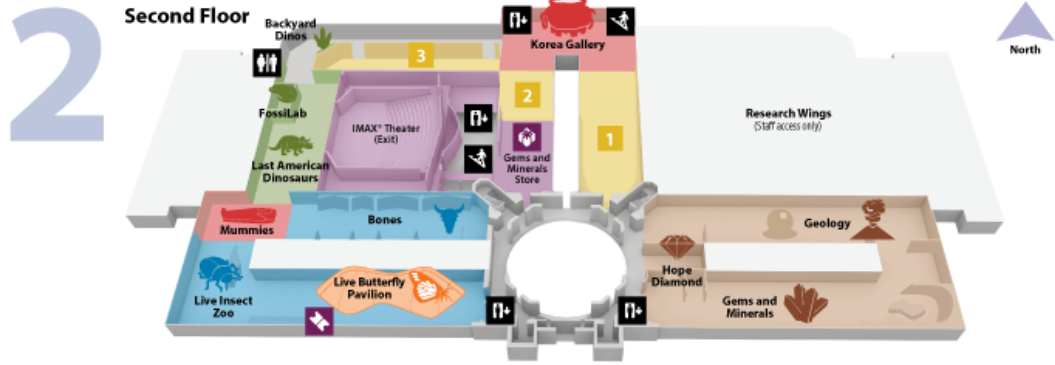 2
Second Floor
Backyard
Dinos
Korea Gallery
North
3
2
1
FossiLab
IMAX® Theater
(Exit)
Research Wings
(Staff access only)
Last American
Dinosaurs
Gems and
Minerals
Store
Mummies
Bones
Geology
Hope
Diamond
Live Insect
Zoo
Live Butterfly
Pavilion
Gems and
Minerals